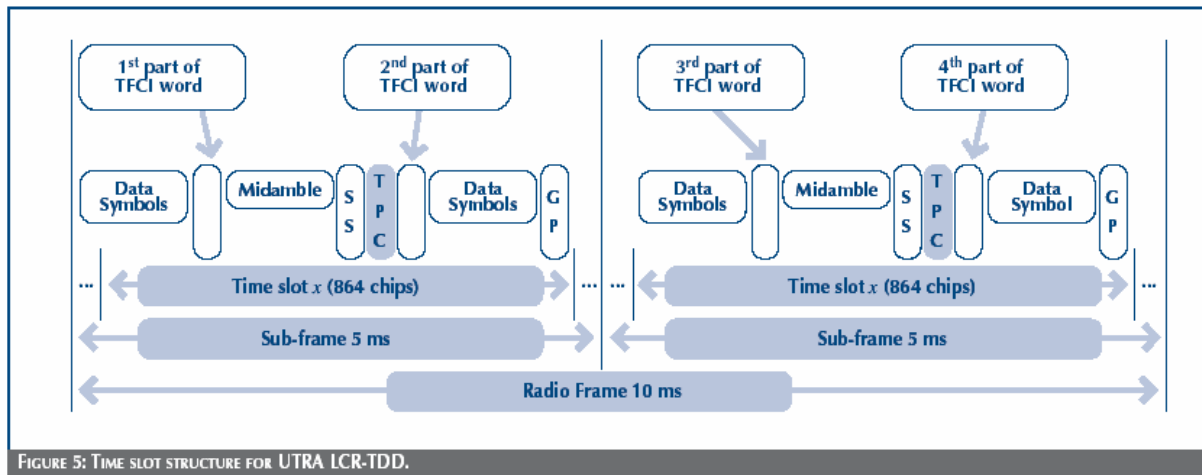 1st part of
TFCI word
2nd part of
TFCI word
3rd part of
TFCI word
4th part of
TFCI word
Data
Symbols
Midamble
S
S
T
P
C
Data
Symbols
G
P
Data
Symbols
Midamble
S
S
T
P
C
Data
Symbol
G
P
... Time slot x (864 chips) ... ... Time slot x (864 chips) ...
Sub-frame 5 ms Sub-frame 5 ms
Radio Frame 10 ms
FIGURE 5: TIME SLOT STRUCTURE FOR UTRA LCR-TDD.